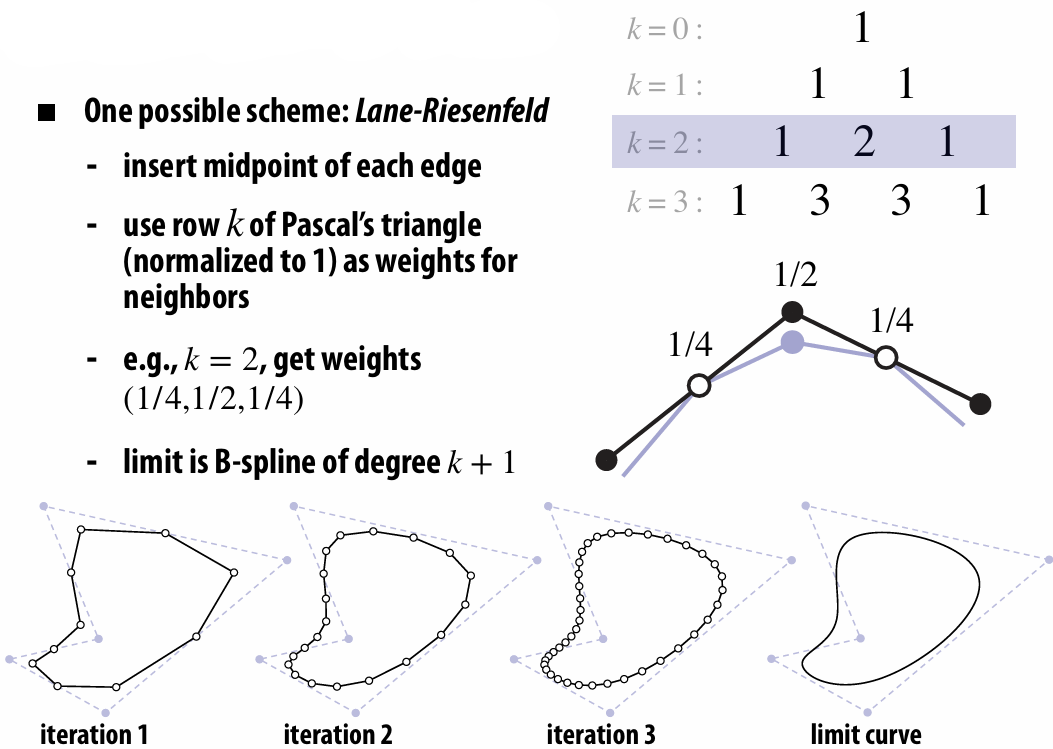 ■ One possible scheme: Lane-Riesenfeld
- insert midpoint of each edge
- use row k of Pascal's triangle
(normalized to 1) as weights for
neighbors
- e.g., k = 2, get weights
(1/4,1/2,1/4)
- limit is B-spline of degree k + 1
k = 0 : 1
k = 1 : 1 1
k = 2 : 1 2 1
k = 3 : 1 3 3 1
1/2
1/4
1/4
iteration 1
iteration 2
iteration 3
limit curve